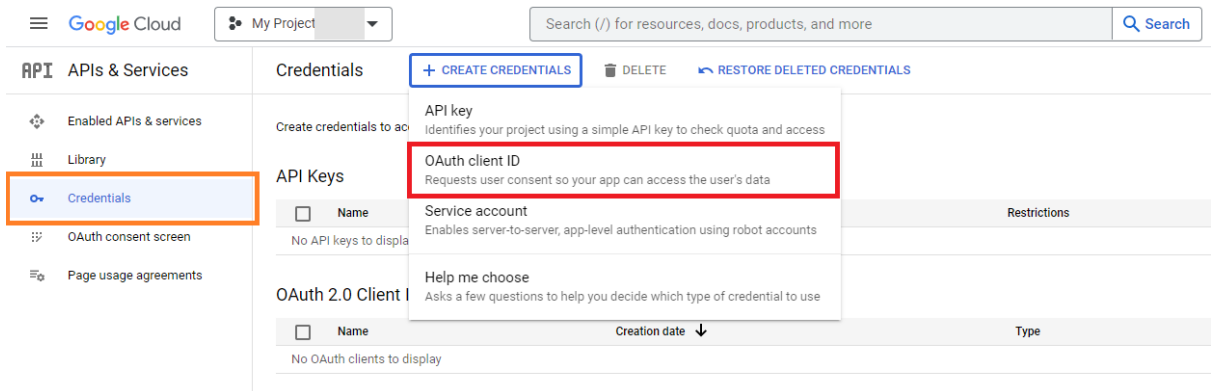 Google Cloud
My Project
Search (/) for resources, docs, products, and more
Search
API APIs & Services
Credentials
+ CREATE CREDENTIALS
DELETE
RESTORE DELETED CREDENTIALS
Enabled APIs & services
Library
Credentials
OAuth consent screen
Page usage agreements
Create credentials to ac
API key
Identifies your project using a simple API key to check quota and access
OAuth client ID
Requests user consent so your app can access the user's data
Service account
Enables server-to-server, app-level authentication using robot accounts
Help me choose
Asks a few questions to help you decide which type of credential to use
API Keys
Name
Restrictions
No API keys to displa
OAuth 2.0 Client I
Name
Creation date
Type
No OAuth clients to display